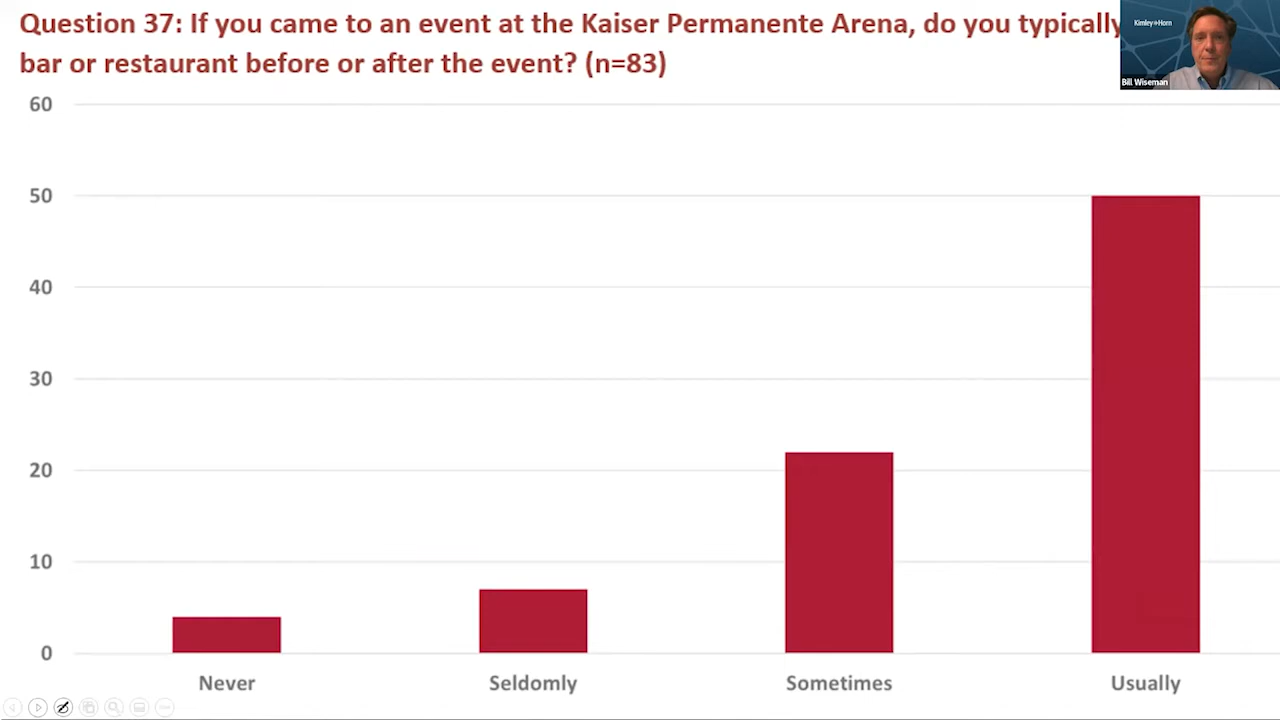 Question 37: If you came to an event at the Kaiser Permanente Arena, do you typically
bar or restaurant before or after the event? (n=83)
Kimley»Horn
Bill Wiseman
60
50
40
30
20
10
0
Never
Seldomly
Sometimes
Usually